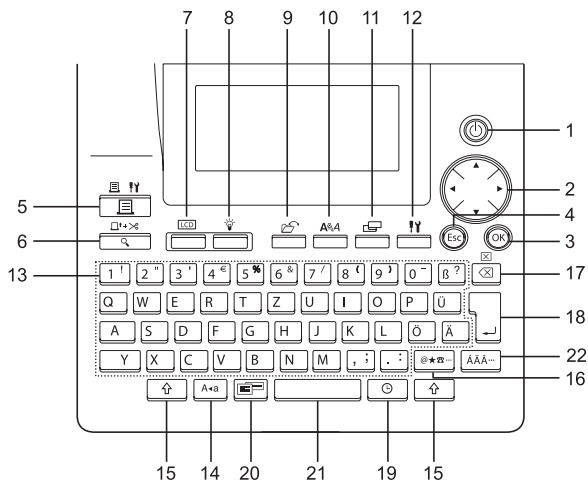 7 8 9 10 11 12
1
2
5 4
LCD
6 Esc OK 3
A A A
13 1 ! 2 " 3 ' 4 € 5 % 6 & 7 / 8 ( 9 ) 0 = ß ? 17
Q W E R T Z U I O P Ü
A S D F G H J K L Ö Ä 18
Y X C V B N M , ; . : @★☎··· ÁÄÂ··· 22
16
A◂a
15 14 20 21 19 15